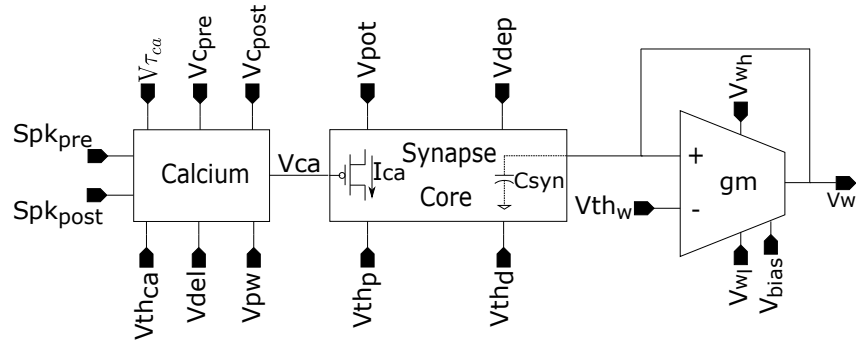 Vτca
Vcpre
Vcpost
Vpot
Vdep
Vwh
Spkpre
Spkpost
Calcium
Vca
Ica
Synapse
Core
Csyn
+
gm
-
Vthw
Vw
Vthca
Vdel
Vpw
Vthp
Vthd
Vwl
Vbias